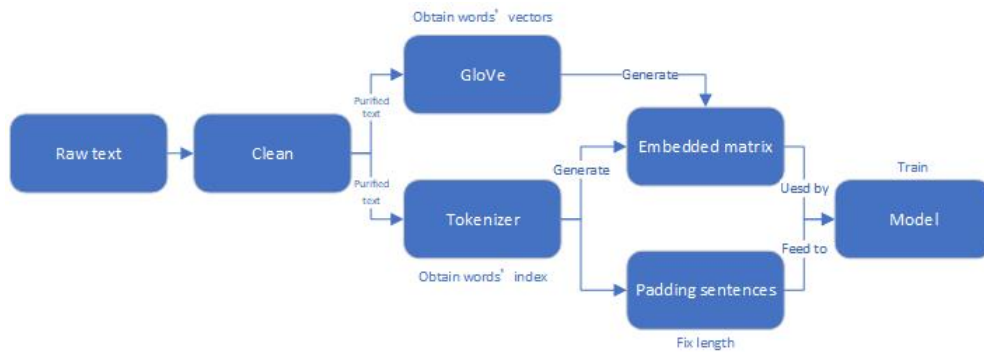 Obtain words' vectors
GloVe
Generate
Purified
text
Raw text
Clean
Embedded matrix
Purified
text
Generate
Tokenizer
Obtain words' index
Uesd by
Train
Model
Feed to
Padding sentences
Fix length